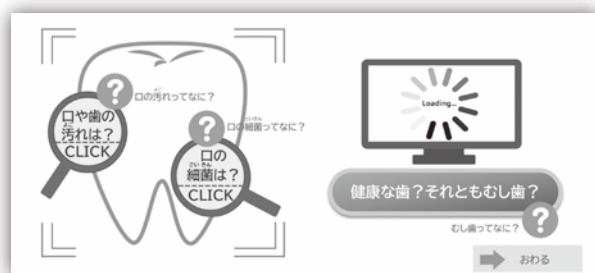 ?
口の汚れってなに？
口や歯の
汚れは？
CLICK
?
口の細菌ってなに？
口の
細菌は？
CLICK
Loading...
健康な歯？それともむし歯？
むし歯ってなに？
?
おわる